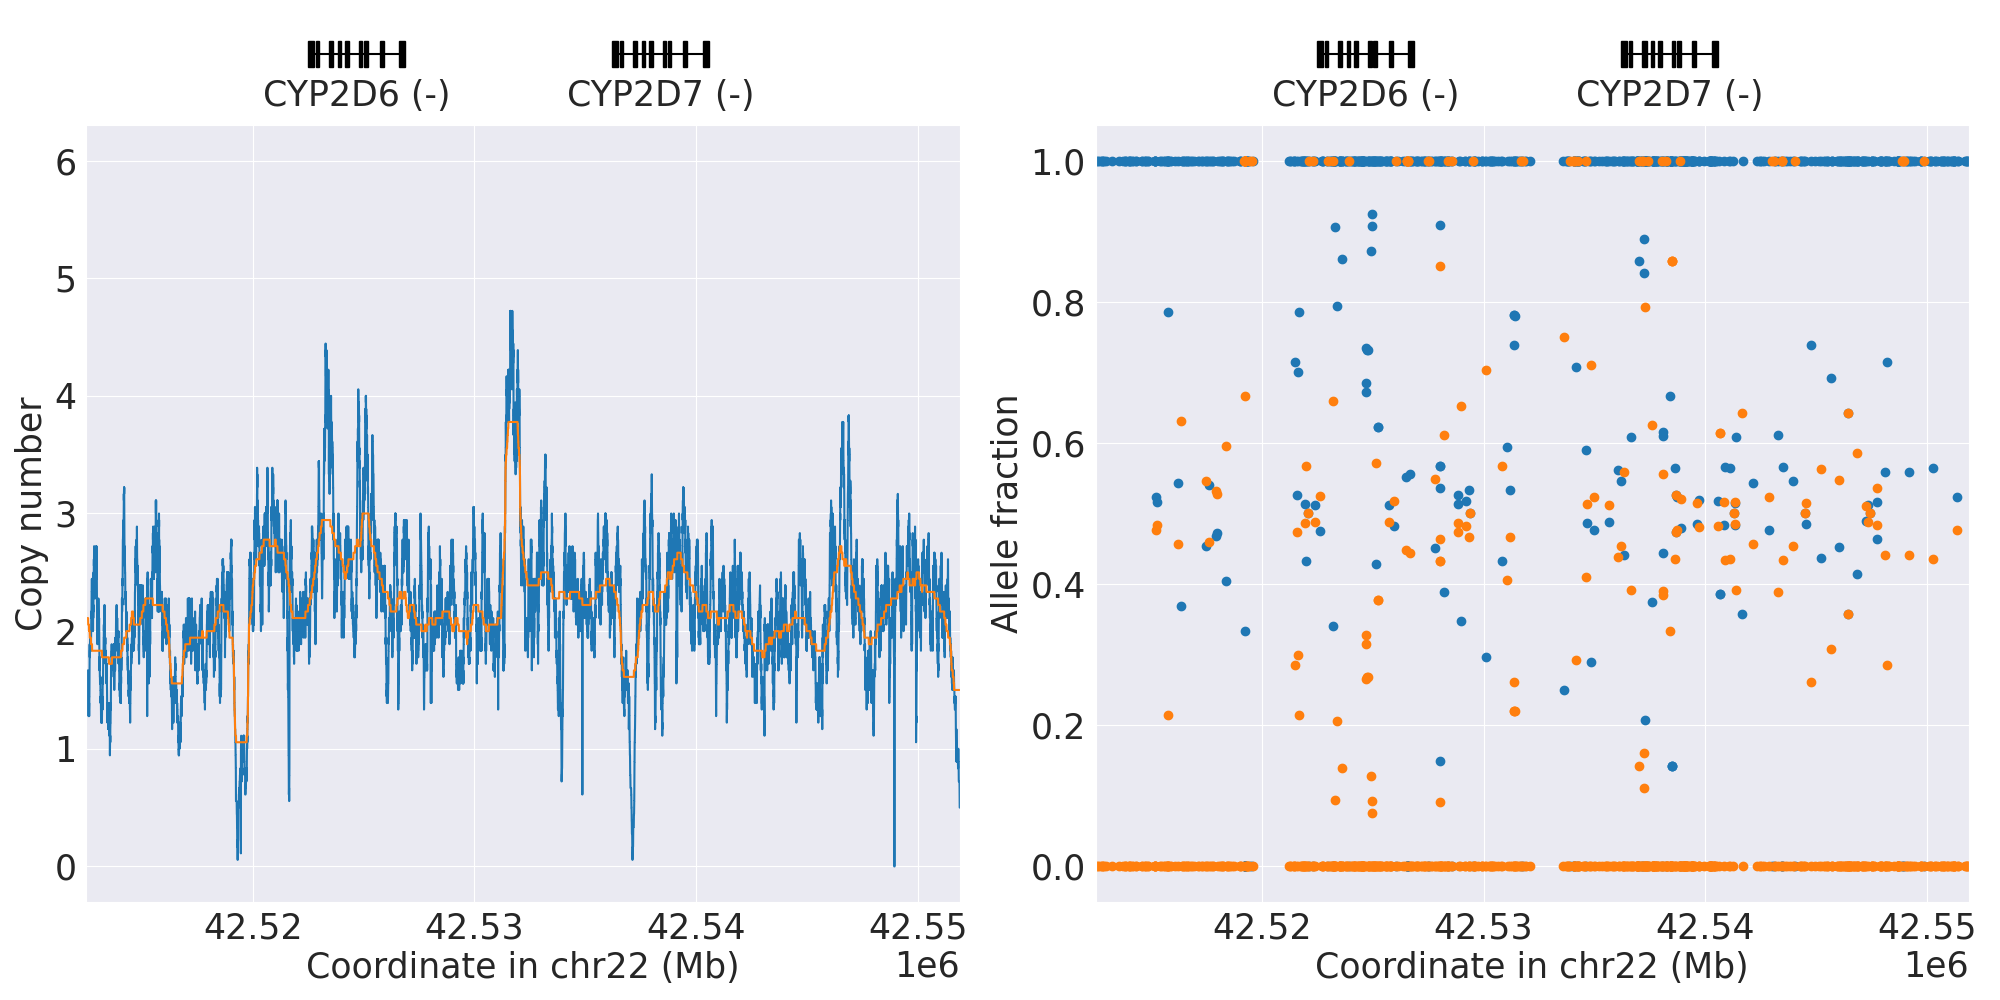 CYP2D6 (-) CYP2D7 (-)
6
5
4
3
2
1
0
Copy number
42.52 42.53 42.54 42.55
Coordinate in chr22 (Mb) 1e6
CYP2D6 (-) CYP2D7 (-)
1.0
0.8
0.6
0.4
0.2
0.0
Allele fraction
42.52 42.53 42.54 42.55
Coordinate in chr22 (Mb) 1e6